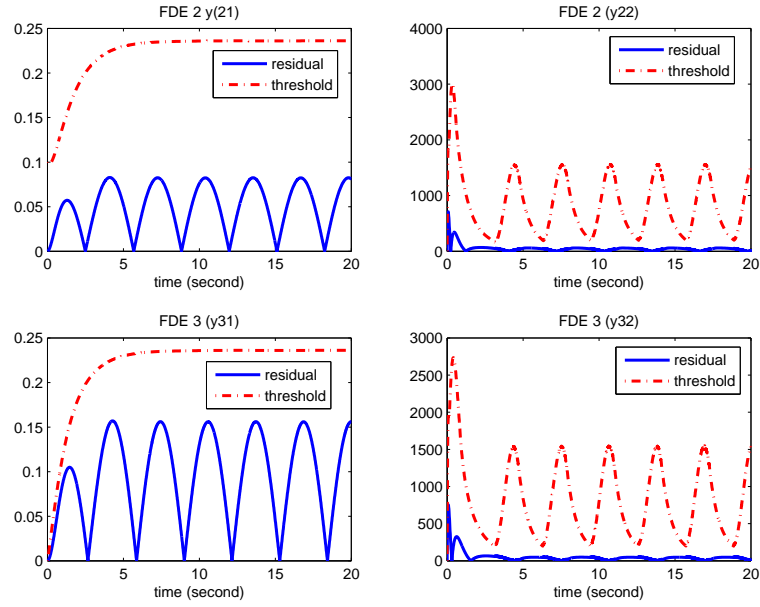 FDE 2 y(21)
0.25
0.2
0.15
0.1
0.05
0
0 5 10 15 20
time (second)
residual
threshold
FDE 2 (y22)
4000
3000
2000
1000
0
0 5 10 15 20
time (second)
residual
threshold
FDE 3 (y31)
0.25
0.2
0.15
0.1
0.05
0
0 5 10 15 20
time (second)
residual
threshold
FDE 3 (y32)
3000
2500
2000
1500
1000
500
0
0 5 10 15 20
time (second)
residual
threshold